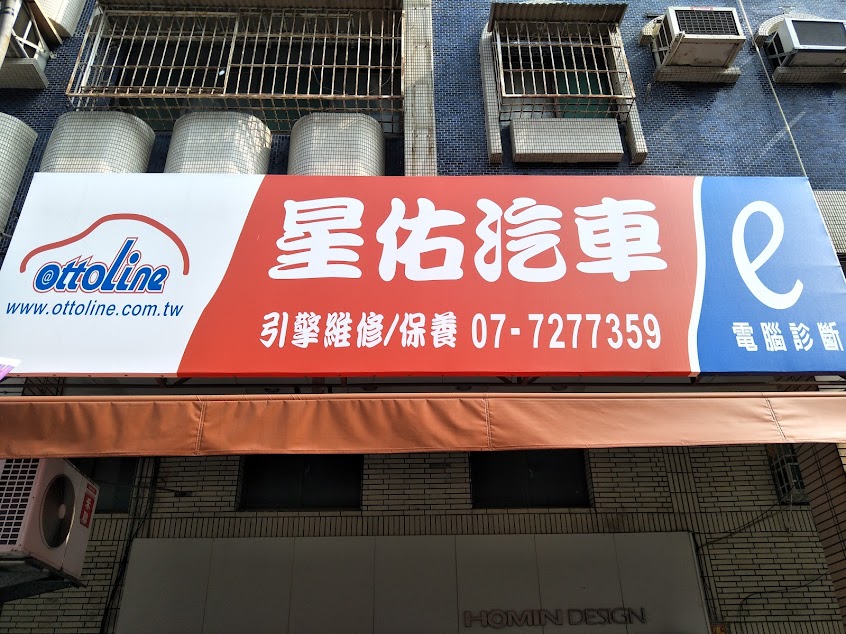 星佑汽車
@ottoLine
www.ottoline.com.tw
引擎維修/保養 07-7277359
e
電腦診斷
HOMIN DESIGN